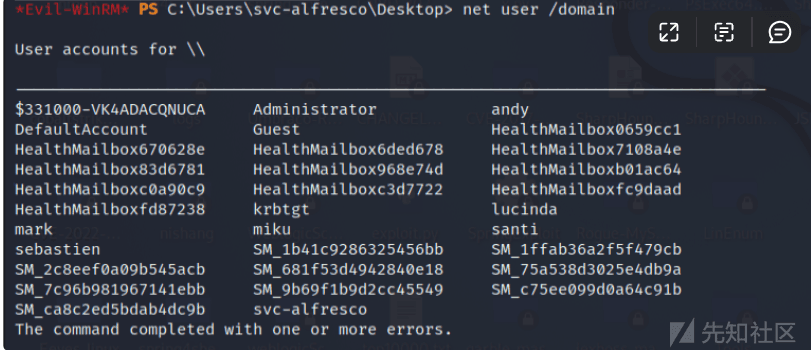 *Evil-WinRM* PS C:\Users\svc-alfresco\Desktop> net user /domain
User accounts for \\
-------------------------------------------------------------------------------
$331000-VK4ADACQNUCA Administrator andy
DefaultAccount Guest HealthMailbox0659cc1
HealthMailbox670628e HealthMailbox6ded678 HealthMailbox7108a4e
HealthMailbox83d6781 HealthMailbox968e74d HealthMailboxb01ac64
HealthMailboxc0a90c9 HealthMailboxc3d7722 HealthMailboxfc9daad
HealthMailboxfd87238 krbtgt lucinda
mark miku santi
sebastien SM_1b41c9286325456bb SM_1ffab36a2f5f479cb
SM_2c8eef0a09b545acb SM_681f53d4942840e18 SM_75a538d3025e4db9a
SM_7c96b981967141ebb SM_9b69f1b9d2cc45549 SM_c75ee099d0a64c91b
SM_ca8c2ed5bdab4dc9b svc-alfresco
The command completed with one or more errors.
先知社区